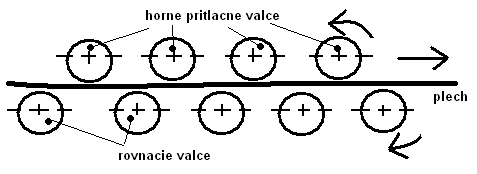 horne pritlacne valce
plech
rovnacie valce